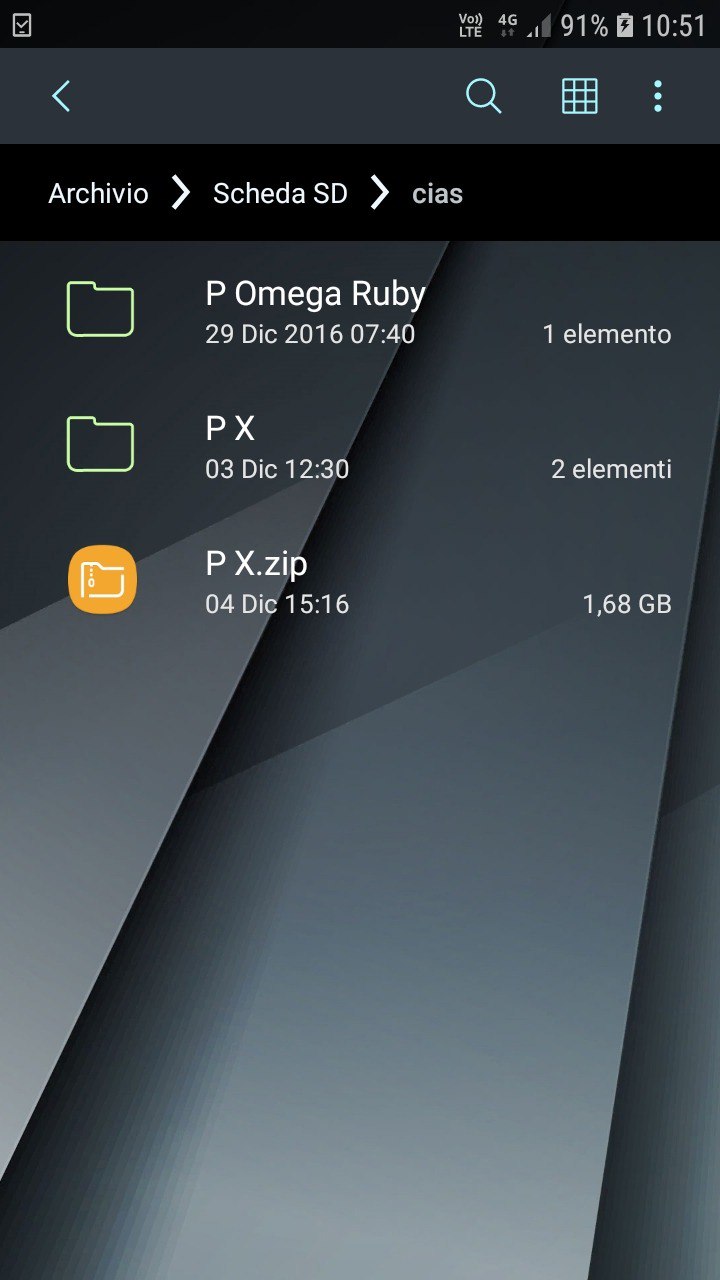 Vo)) LTE 4G 91% 10:51
Archivio Scheda SD cias
P Omega Ruby
29 Dic 2016 07:40 1 elemento
P X
03 Dic 12:30 2 elementi
P X.zip
04 Dic 15:16 1,68 GB